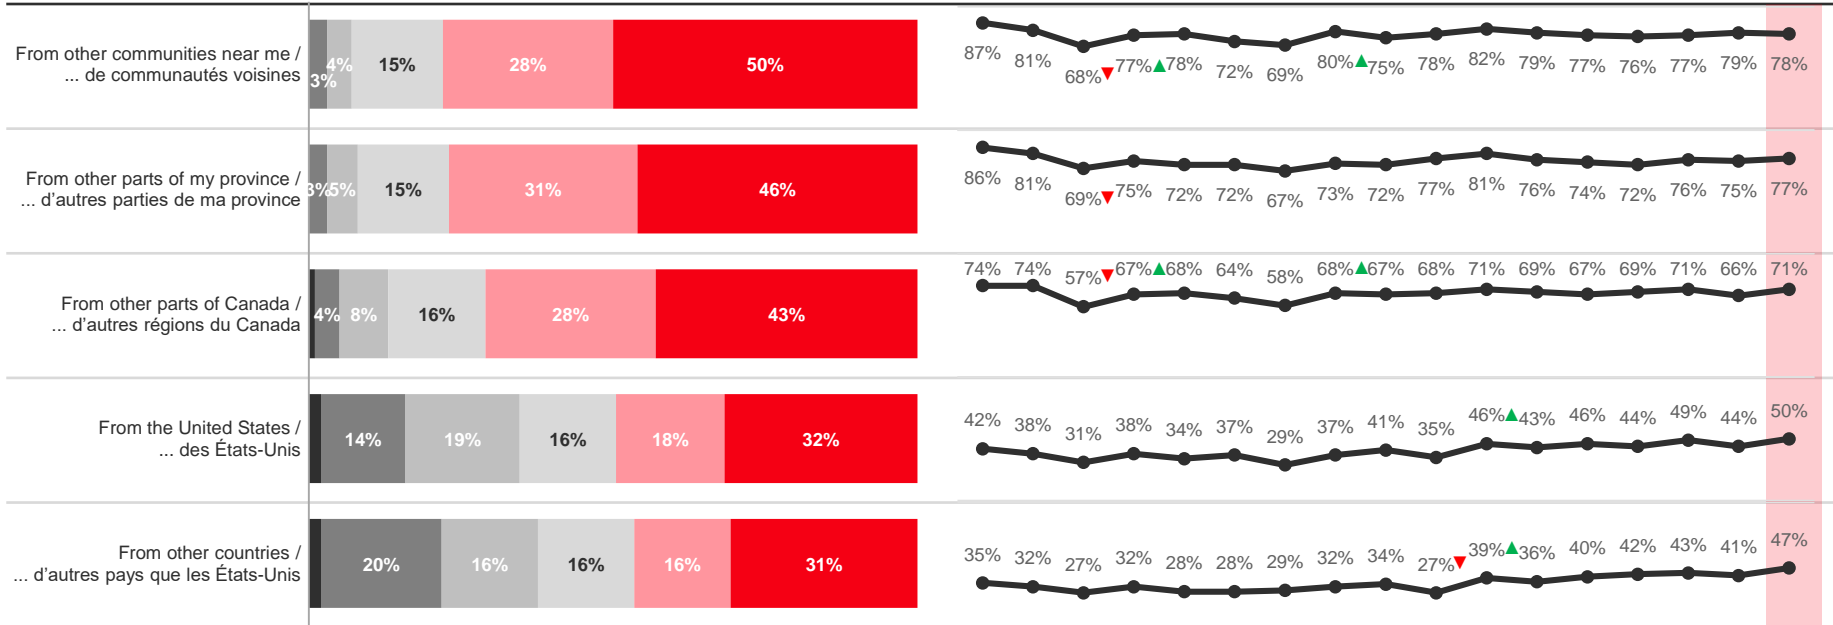 From other communities near me /
... de communautés voisines
3% 4% 15% 28% 50%
87% 81% 68% ▼ 77% ▲ 78% 72% 69% 80% ▲ 75% 78% 82% 79% 77% 76% 77% 79% 78%
From other parts of my province /
... d'autres parties de ma province
3% 5% 15% 31% 46%
86% 81% 69% ▼ 75% 72% 72% 67% 73% 72% 77% 81% 76% 74% 72% 76% 75% 77%
From other parts of Canada /
... d'autres régions du Canada
4% 8% 16% 28% 43%
74% 74% 57% ▼ 67% ▲ 68% 64% 58% 68% ▲ 67% 68% 71% 69% 67% 69% 71% 66% 71%
From the United States /
... des États-Unis
14% 19% 16% 18% 32%
42% 38% 31% 38% 34% 37% 29% 37% 41% 35% 46% ▲ 43% 46% 44% 49% 44% 50%
From other countries /
... d'autres pays que les États-Unis
20% 16% 16% 16% 31%
35% 32% 27% 32% 28% 28% 29% 32% 34% 27% ▼ 39% ▲ 36% 40% 42% 43% 41% 47%